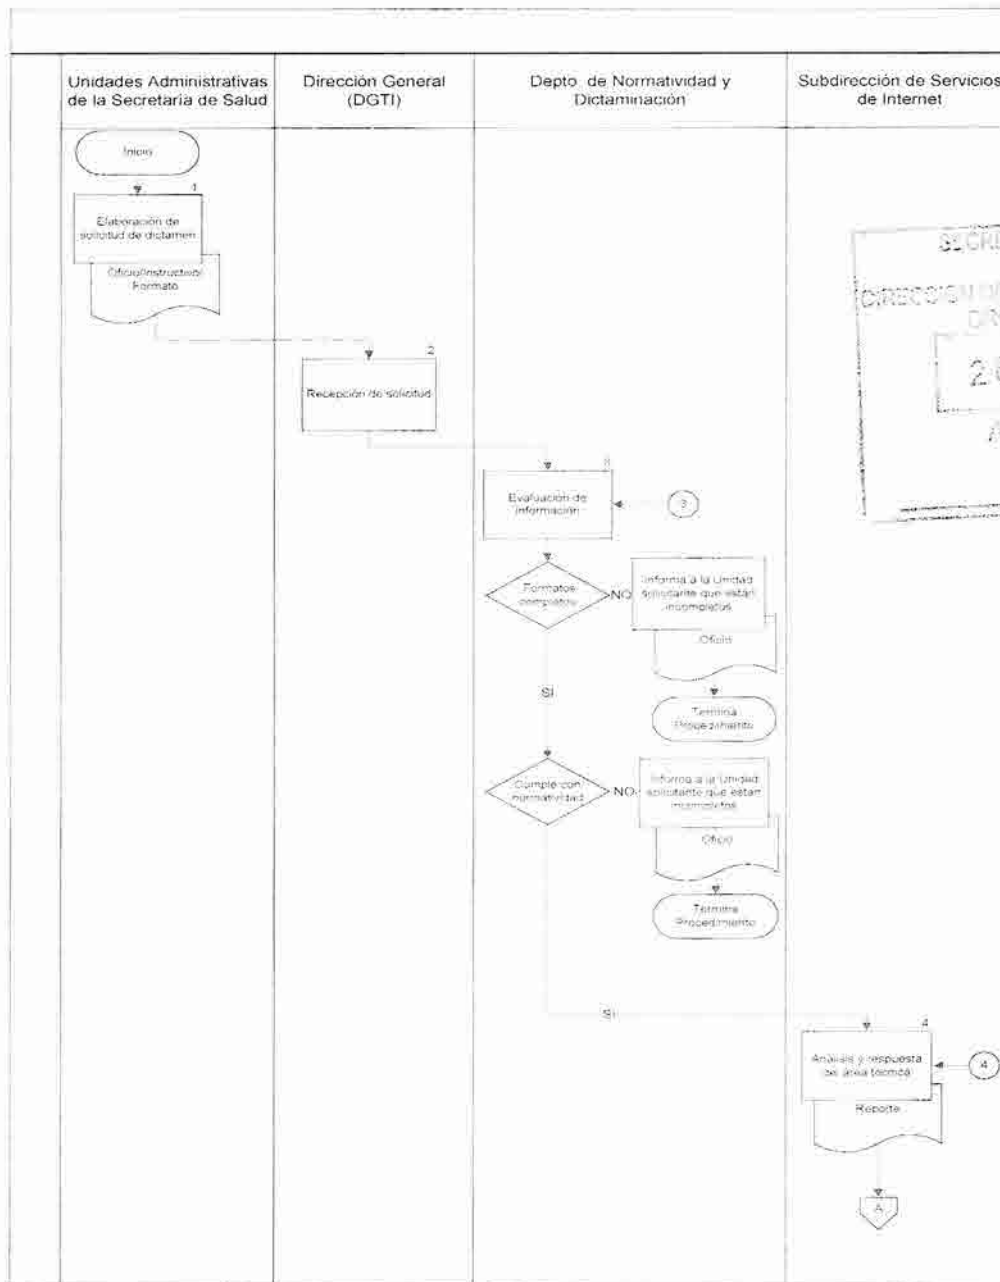 Unidades Administrativas
de la Secretaría de Salud
Dirección General
(DGTI)
Depto. de Normatividad y
Dictaminación
Subdirección de Servicios
de Internet
Inicio
1
Elaboración de
solicitud de dictamen
Oficio/Instructivo/
Formato
2
Recepción de solicitud
3
Evaluación de
información
3
Formatos
completos
NO
Informa a la Unidad
solicitante que están
incompletos
Oficio
SI
Termina
Procedimiento
Cumple con
normatividad
NO
Informa a la Unidad
solicitante que están
incompletos
Oficio
Termina
Procedimiento
SI
4
Análisis y respuesta
de área técnica
4
Reporte
A
SECRE
DIRECCION
2